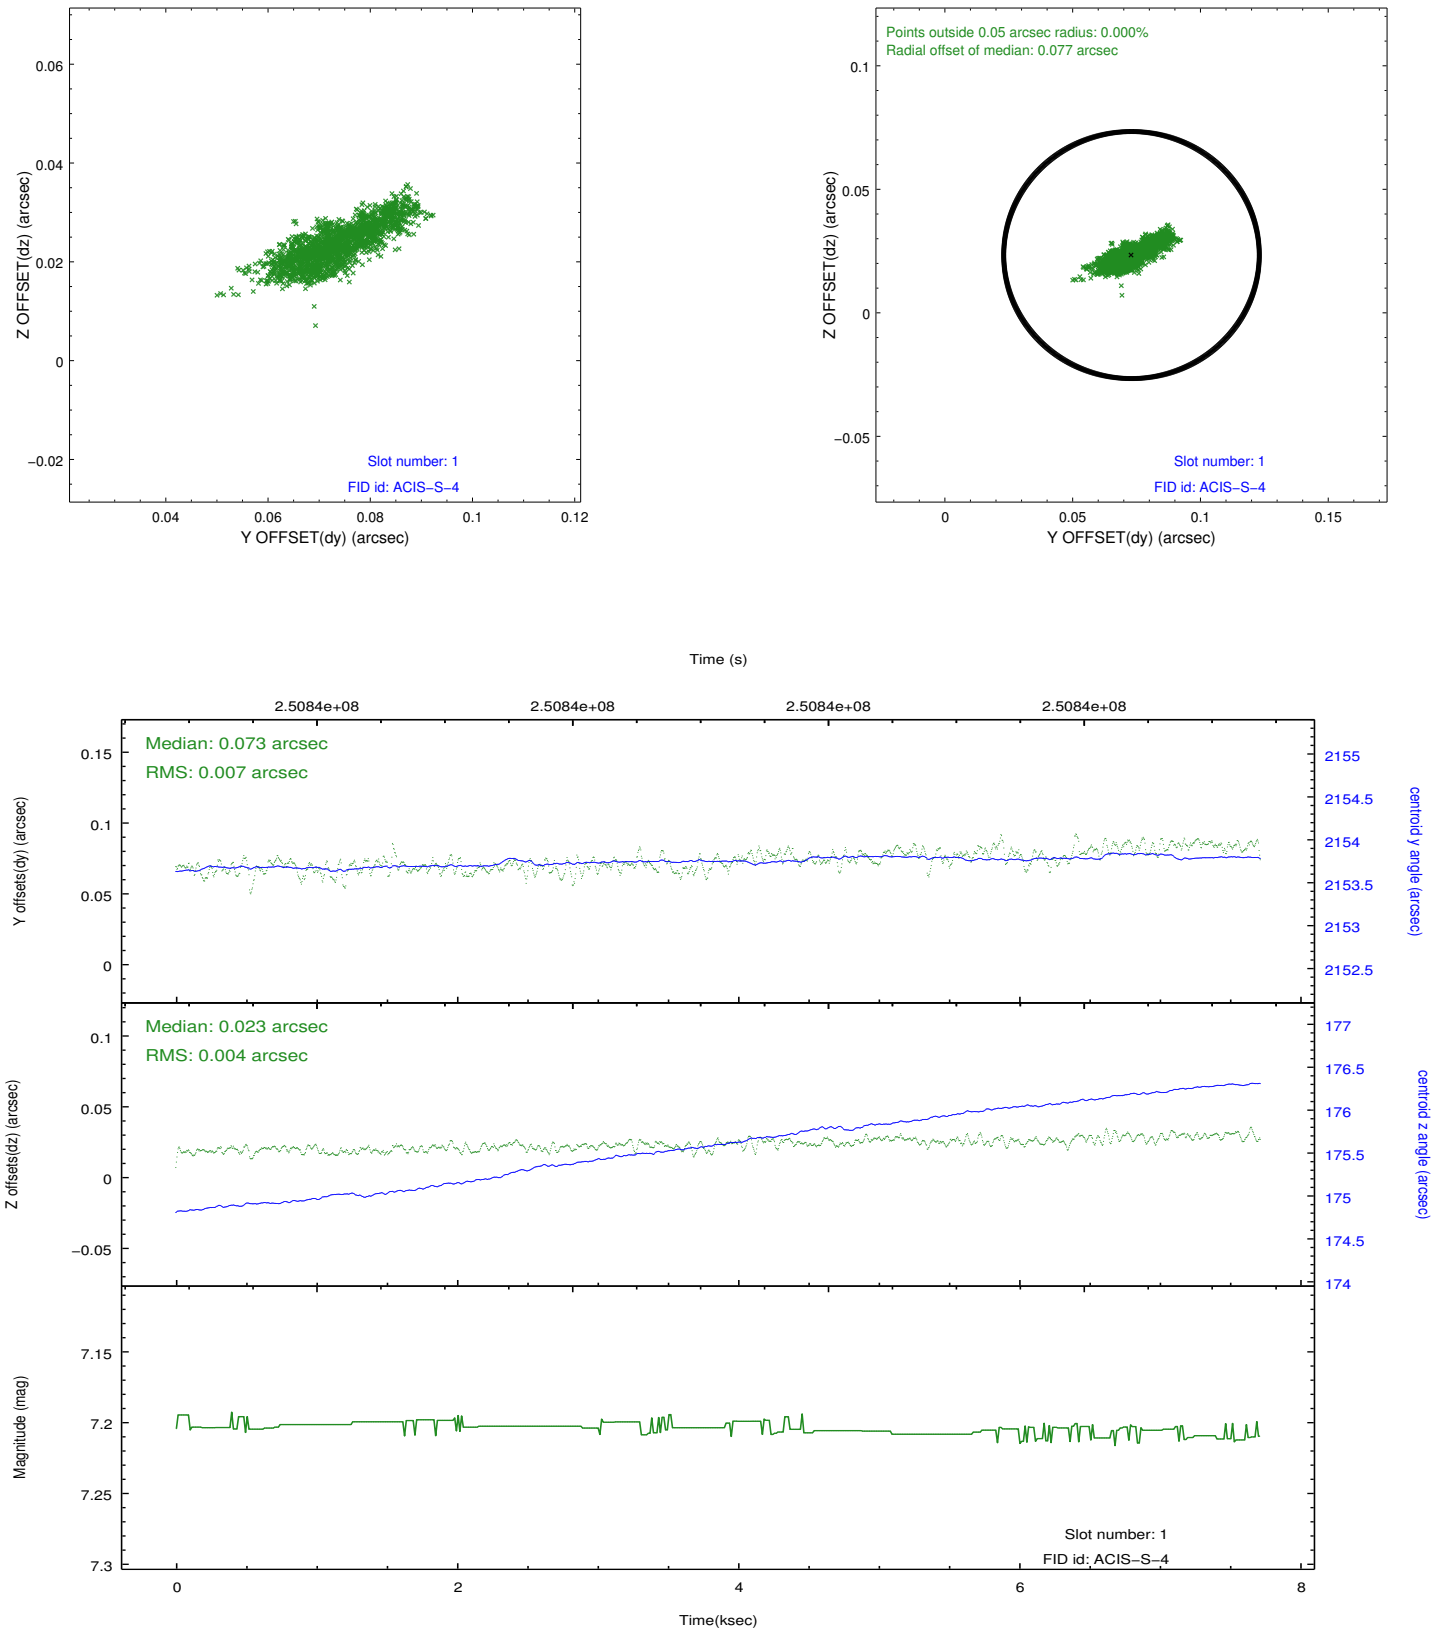 0.06
0.04
0.02
0
−0.02
Z OFFSET(dz) (arcsec)
Slot number: 1
FID id: ACIS−S−4
0.04 0.06 0.08 0.1 0.12
Y OFFSET(dy) (arcsec)
Points outside 0.05 arcsec radius: 0.000%
Radial offset of median: 0.077 arcsec
0.1
0.05
0
−0.05
Z OFFSET(dz) (arcsec)
Slot number: 1
FID id: ACIS−S−4
0 0.05 0.1 0.15
Y OFFSET(dy) (arcsec)
Time (s)
2.5084e+08 2.5084e+08 2.5084e+08 2.5084e+08
Median: 0.073 arcsec
RMS: 0.007 arcsec
0.15
0.1
0.05
0
Y offsets(dy) (arcsec)
2155
2154.5
2154
2153.5
2153
2152.5
centroid y angle (arcsec)
Median: 0.023 arcsec
RMS: 0.004 arcsec
0.1
0.05
0
−0.05
Z offsets(dz) (arcsec)
177
176.5
176
175.5
175
174.5
174
centroid z angle (arcsec)
7.15
7.2
7.25
7.3
Magnitude (mag)
Slot number: 1
FID id: ACIS−S−4
0 2 4 6 8
Time(ksec)